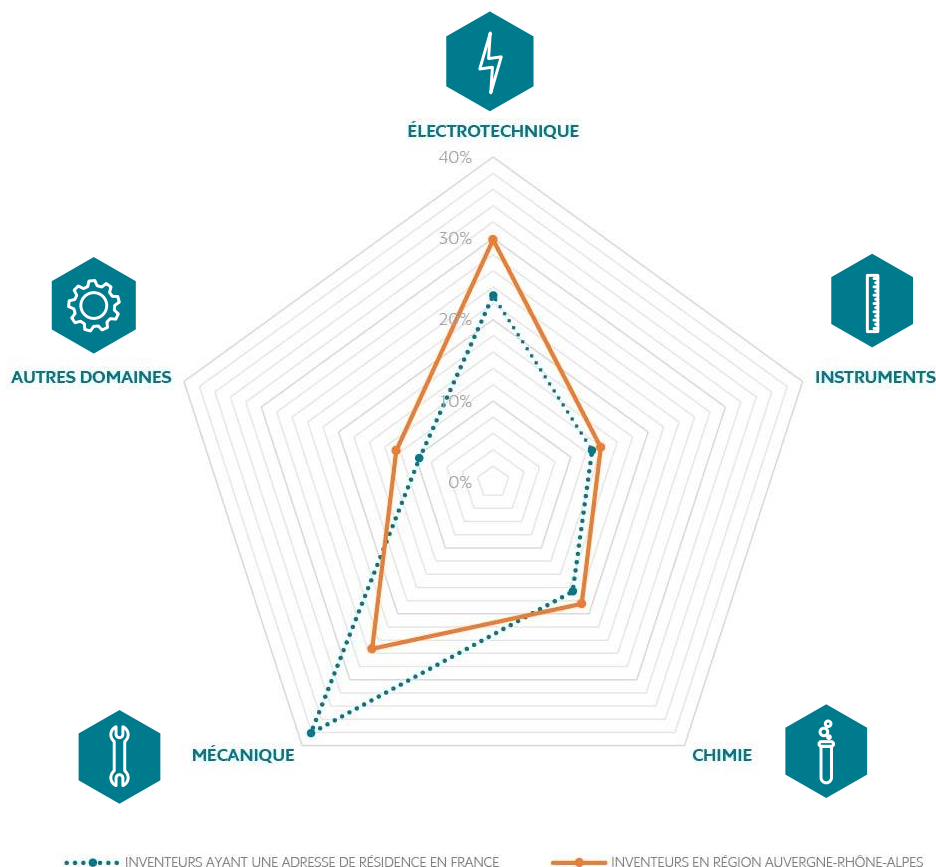 ÉLECTROTECHNIQUE
40%
30%
20%
10%
0%
AUTRES DOMAINES
INSTRUMENTS
MÉCANIQUE
CHIMIE
INVENTEURS AYANT UNE ADRESSE DE RÉSIDENCE EN FRANCE
INVENTEURS EN RÉGION AUVERGNE-RHÔNE-ALPES